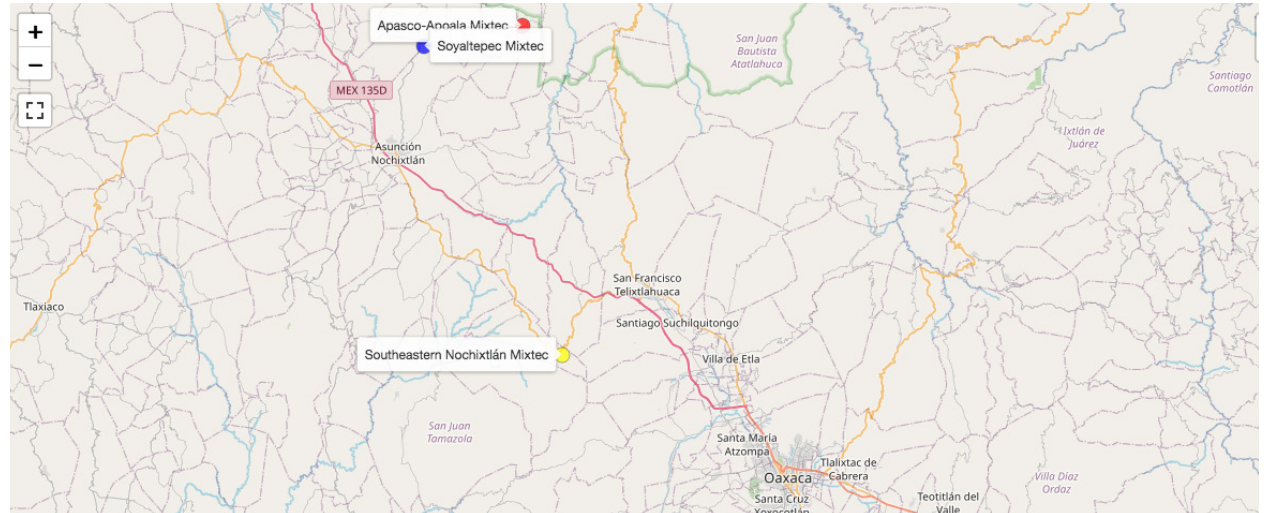 +
−
Apasco-Apoala Mixtec
Soyaltepec Mixtec
San Juan
Bautista
Atatlahuca
Santiago
Camotlán
MEX 135D
Ixtlán de
Juárez
Asunción
Nochixtlán
San Francisco
Telixtlahuaca
Tlaxiaco
Santiago Suchilquitongo
Southeastern Nochixtlán Mixtec
Villa de Etla
San Juan
Tamazola
Santa María
Atzompa
Tlalixtac de
Cabrera
Oaxaca
Villa Díaz
Ordaz
Santa Cruz
Xoxocotlán
Teotitlán del
Valle